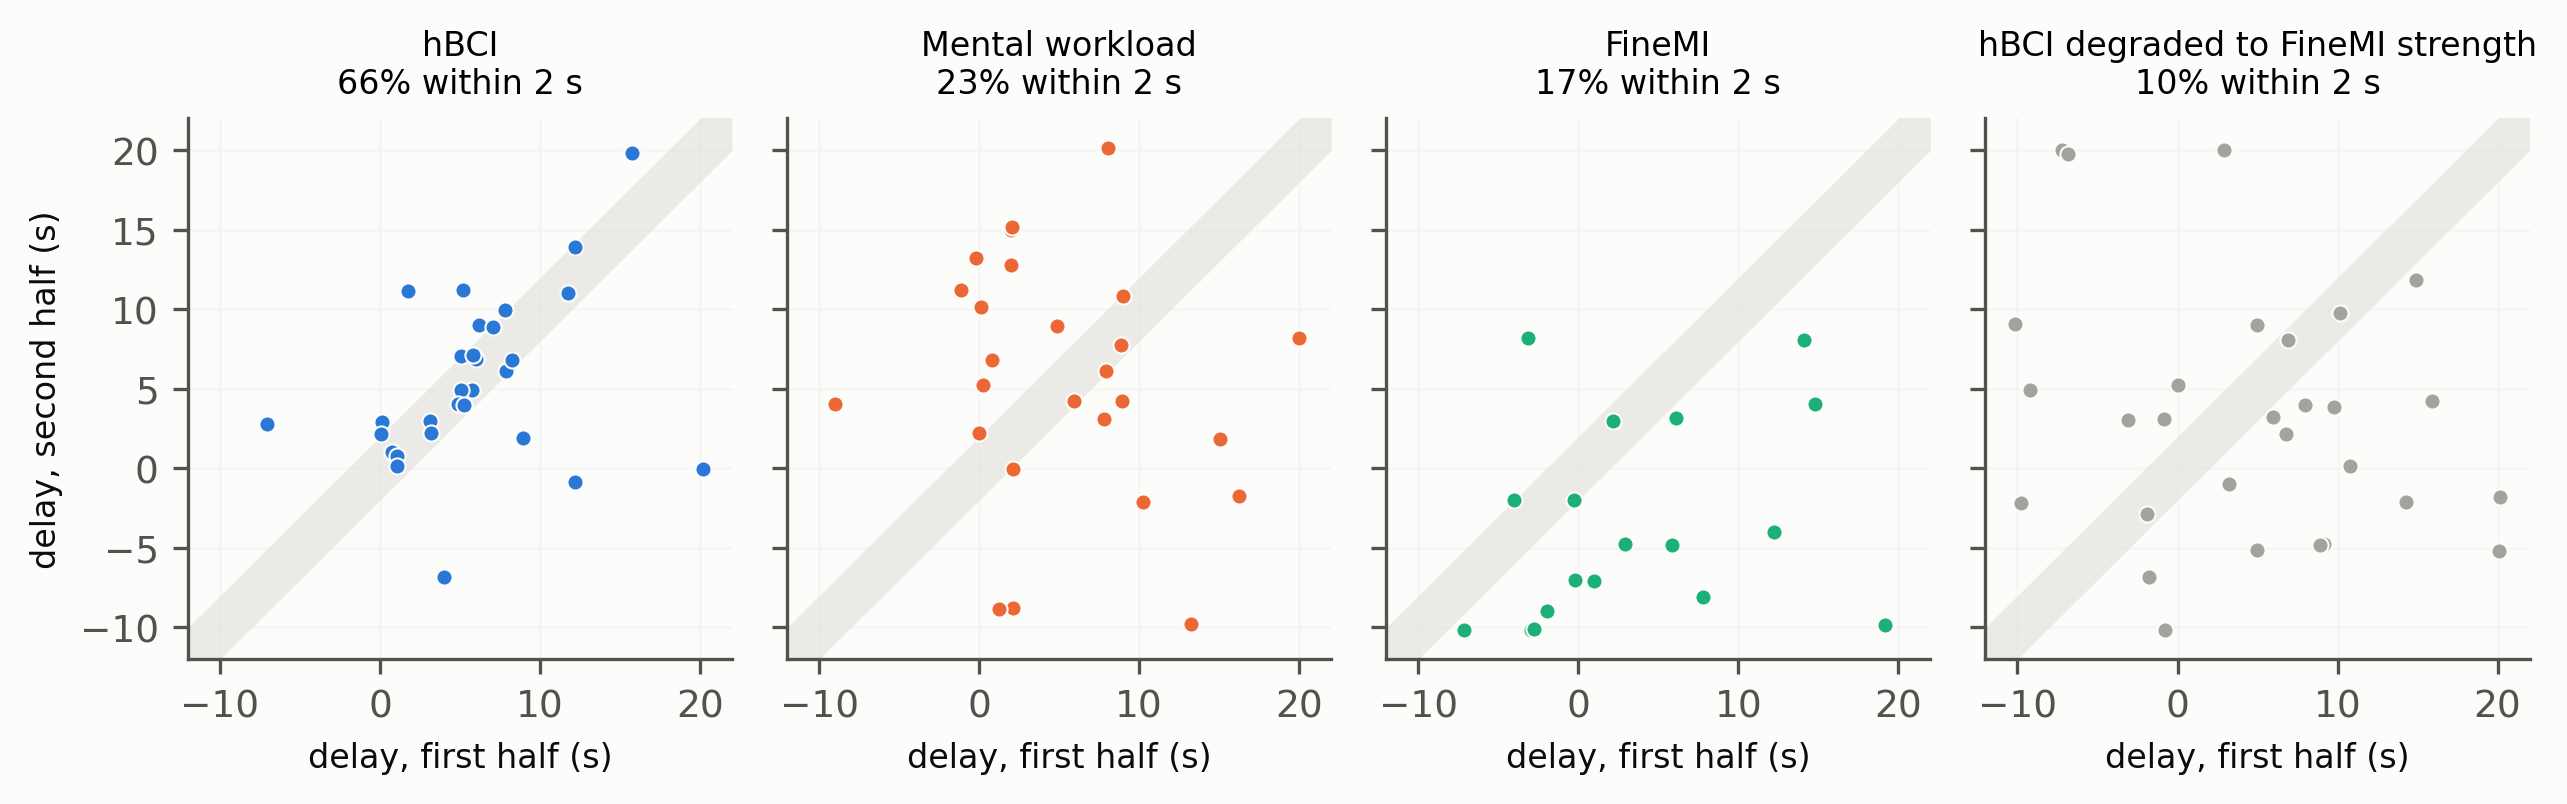 hBCI
66% within 2 s
Mental workload
23% within 2 s
FineMI
17% within 2 s
hBCI degraded to FineMI strength
10% within 2 s
delay, second half (s)
20
15
10
5
0
−5
−10
−10 0 10 20
−10 0 10 20
−10 0 10 20
−10 0 10 20
delay, first half (s)
delay, first half (s)
delay, first half (s)
delay, first half (s)